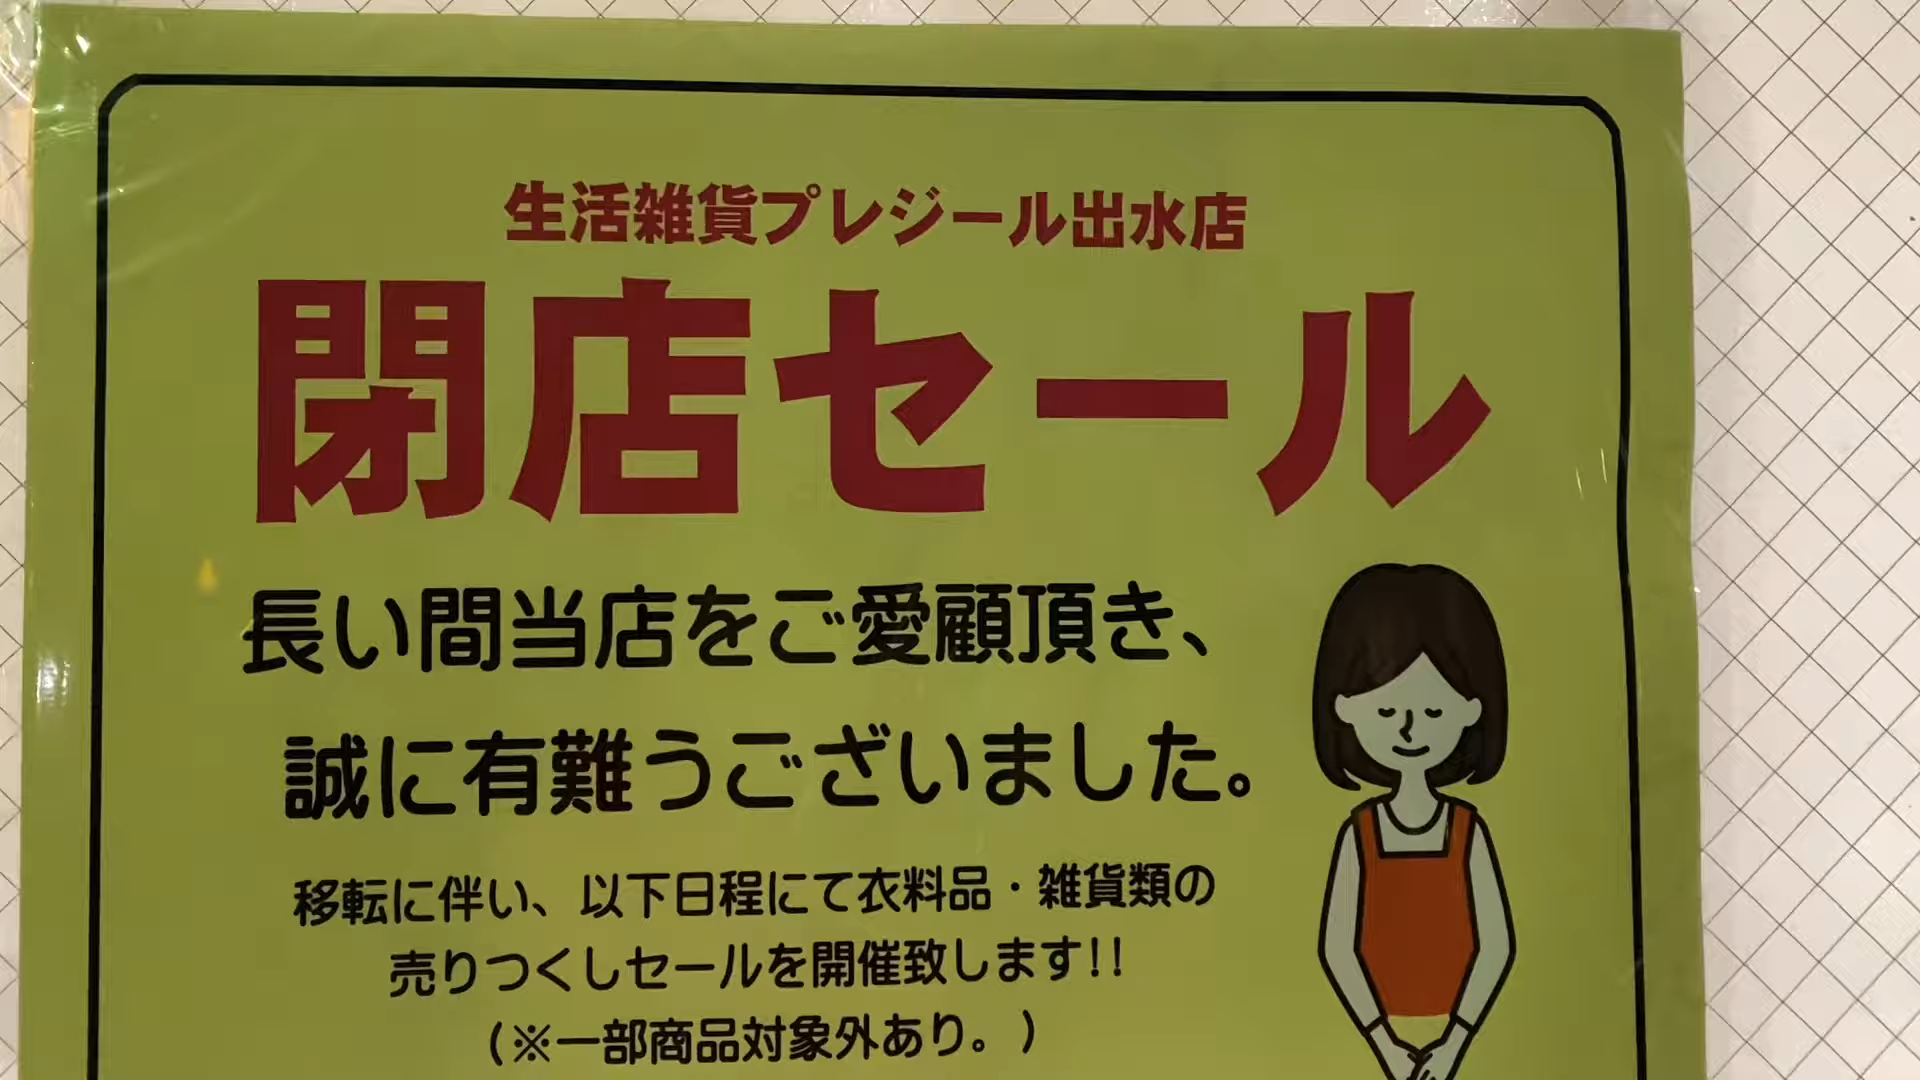 生活雑貨プレジール出水店
閉店セール
長い間当店をご愛顧頂き、
誠に有難うございました。
移転に伴い、以下日程にて衣料品・雑貨類の
売りつくしセールを開催致します!!
(※一部商品対象外あり。)